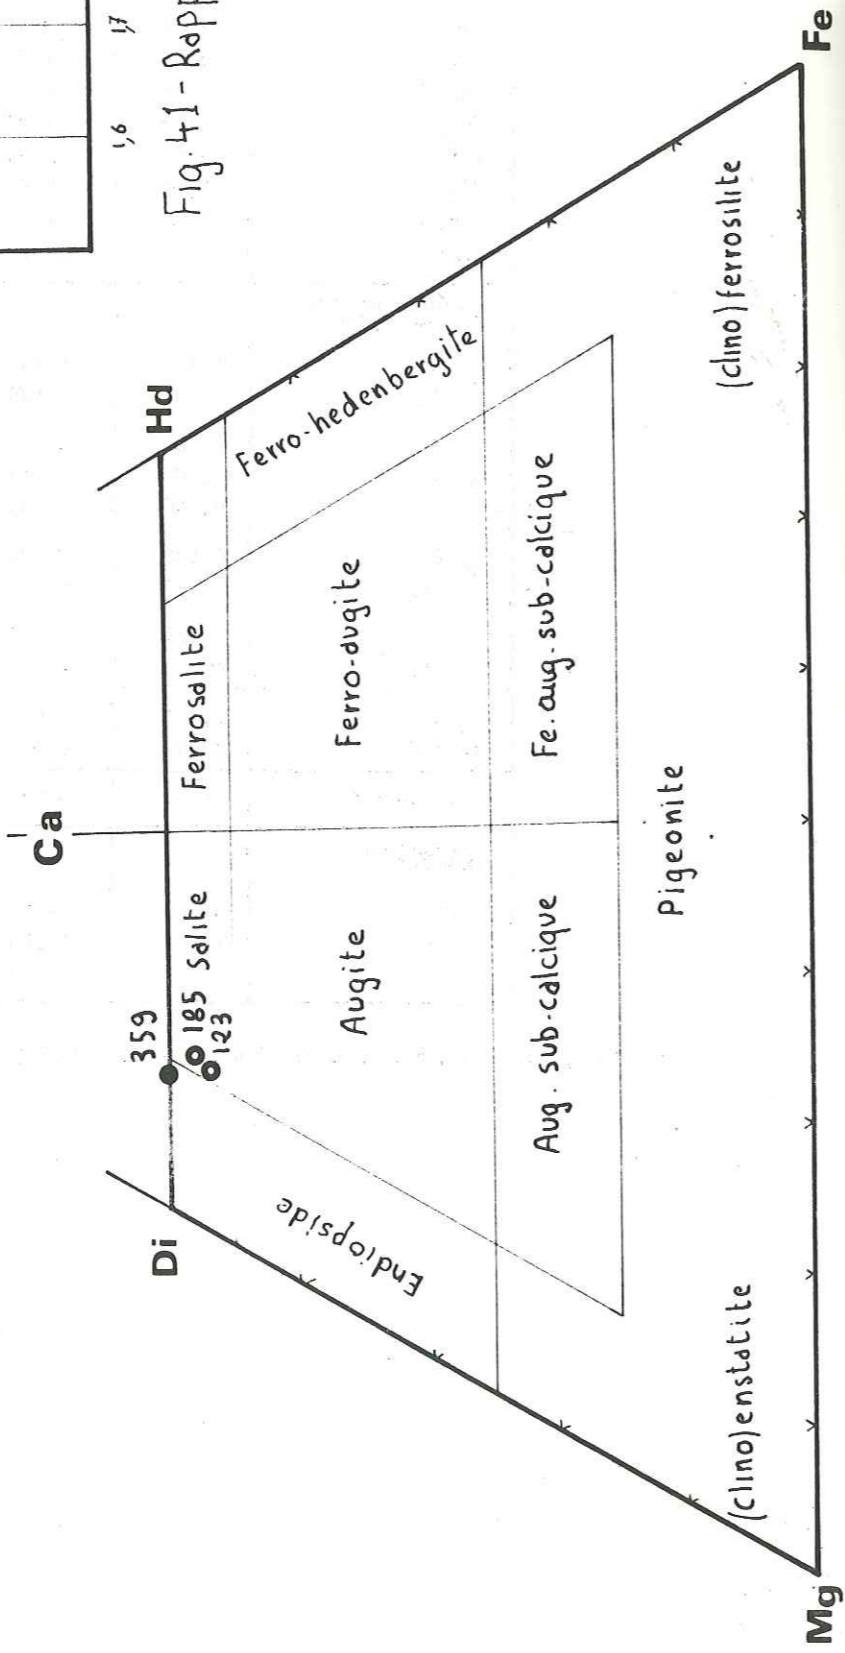 1,6 1,7
Fig. 41 - Rapp
Ca
Di
359
Hd
185 Salite
123
Ferrosalite
Ferro-hedenbergite
Endiopside
Augite
Ferro-augite
Aug. sub-calcique
Fe. aug. sub-calcique
Pigeonite
(Clino)enstatite
(clino)ferrosilite
Mg
Fe